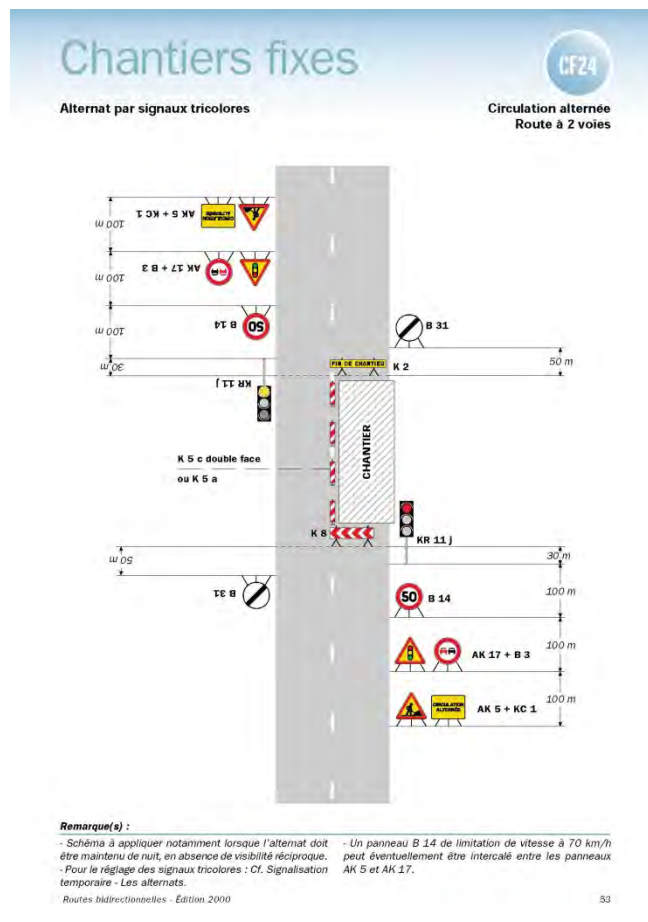 Chantiers fixes
CF24
Alternat par signaux tricolores
Circulation alternée
Route à 2 voies
100 m
CIRCULATION
ALTERNÉE
AK 5 + KC 1
100 m
AK 17 + B 3
100 m
50
B 14
30 m
KR 11 j
B 31
50 m
FIN DE CHANTIER
K 2
CHANTIER
K 5 c double face
ou K 5 a
K 8
KR 11 j
50 m
30 m
B 31
50
B 14
100 m
AK 17 + B 3
100 m
CIRCULATION
ALTERNÉE
AK 5 + KC 1
100 m
Remarque(s) :
- Schéma à appliquer notamment lorsque l'alternat doit
être maintenu de nuit, en absence de visibilité réciproque.
- Pour le réglage des signaux tricolores : Cf. Signalisation
temporaire - Les alternats.
- Un panneau B 14 de limitation de vitesse à 70 km/h
peut éventuellement être intercalé entre les panneaux
AK 5 et AK 17.
Routes bidirectionnelles - Édition 2000
53